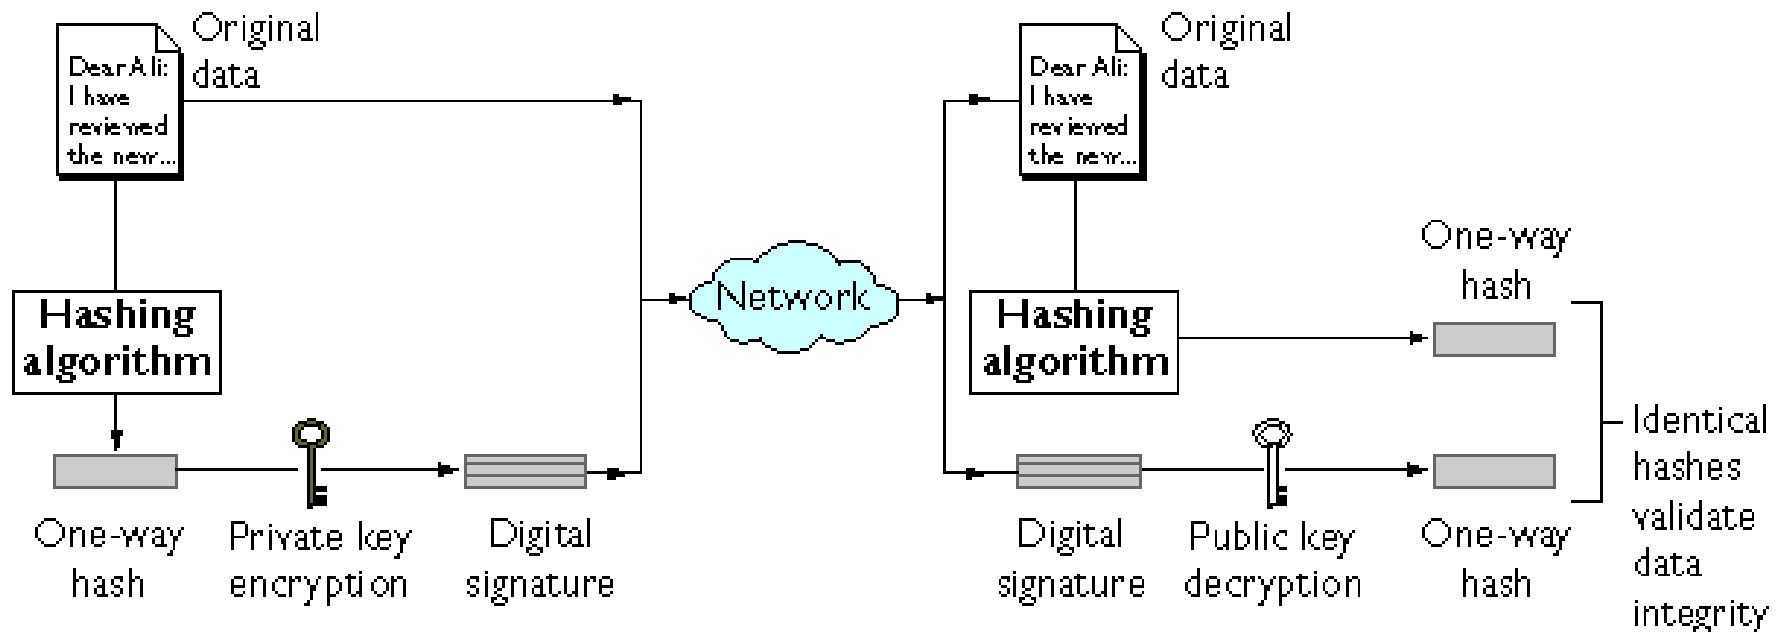 Original
data
Dear Ali:
I have
reviewed
the new...
Hashing
algorithm
One-way
hash
Private key
encryption
Digital
signature
Network
Original
data
Dear Ali:
I have
reviewed
the new...
Hashing
algorithm
One-way
hash
Digital
signature
Public key
decryption
One-way
hash
Identical
hashes
validate
data
integrity